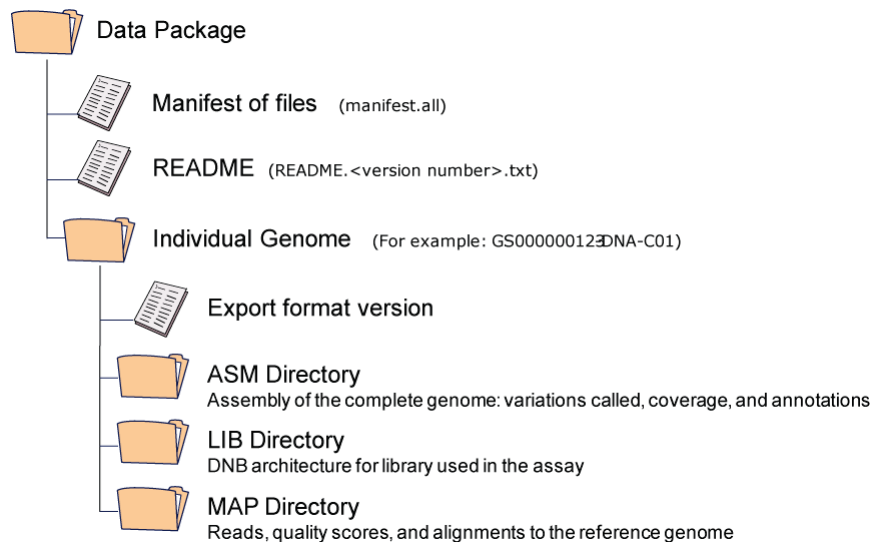 Data Package
Manifest of files (manifest.all)
README (README.<version number>.txt)
Individual Genome (For example: GS000000123-DNA-C01)
Export format version
ASM Directory
Assembly of the complete genome: variations called, coverage, and annotations
LIB Directory
DNB architecture for library used in the assay
MAP Directory
Reads, quality scores, and alignments to the reference genome